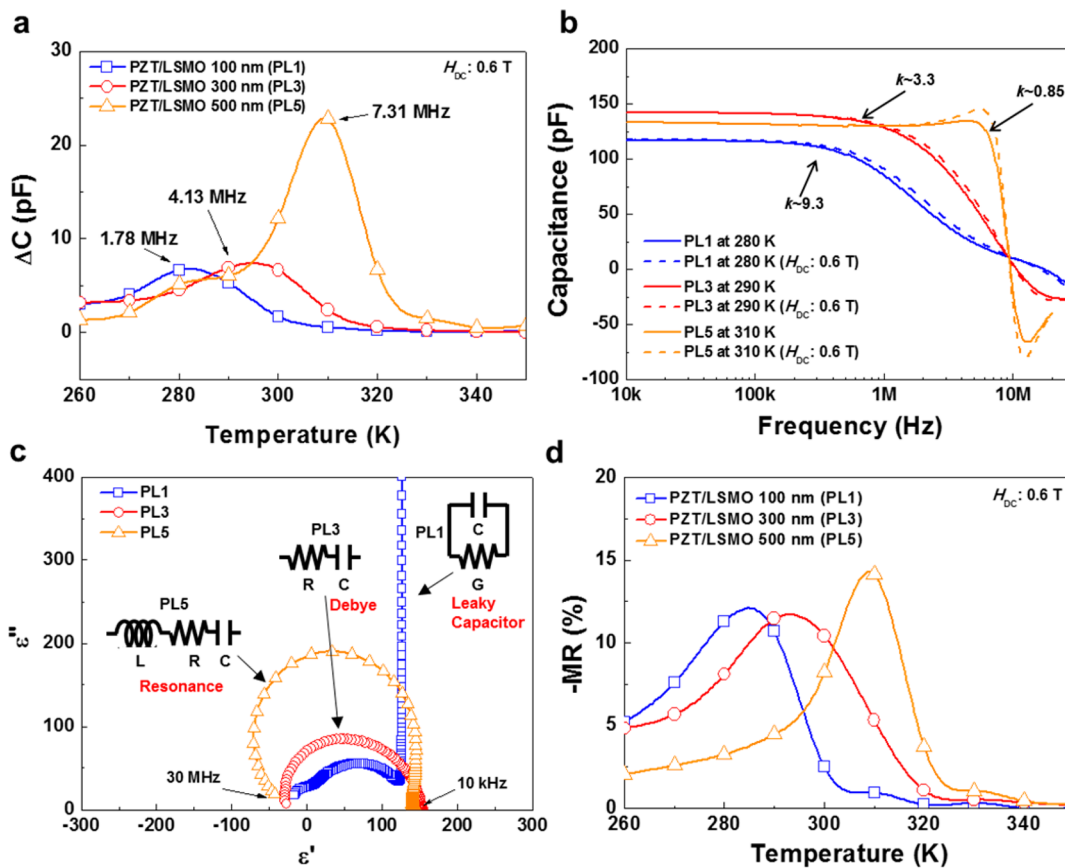 a
30
20
10
0
260
280
300
320
340
ΔC (pF)
Temperature (K)
PZT/LSMO 100 nm (PL1)
PZT/LSMO 300 nm (PL3)
PZT/LSMO 500 nm (PL5)
H_DC: 0.6 T
7.31 MHz
4.13 MHz
1.78 MHz
b
200
150
100
50
0
-50
-100
10k
100k
1M
10M
Capacitance (pF)
Frequency (Hz)
k~3.3
k~0.85
k~9.3
PL1 at 280 K
PL1 at 280 K (H_DC: 0.6 T)
PL3 at 290 K
PL3 at 290 K (H_DC: 0.6 T)
PL5 at 310 K
PL5 at 310 K (H_DC: 0.6 T)
c
400
300
200
100
0
-300
-200
-100
0
100
200
300
ε''
ε'
PL1
PL3
PL5
PL3
R C
Debye
PL1
C
G
Leaky
Capacitor
PL5
L R C
Resonance
30 MHz
10 kHz
d
20
15
10
5
0
260
280
300
320
340
-MR (%)
Temperature (K)
PZT/LSMO 100 nm (PL1)
PZT/LSMO 300 nm (PL3)
PZT/LSMO 500 nm (PL5)
H_DC: 0.6 T